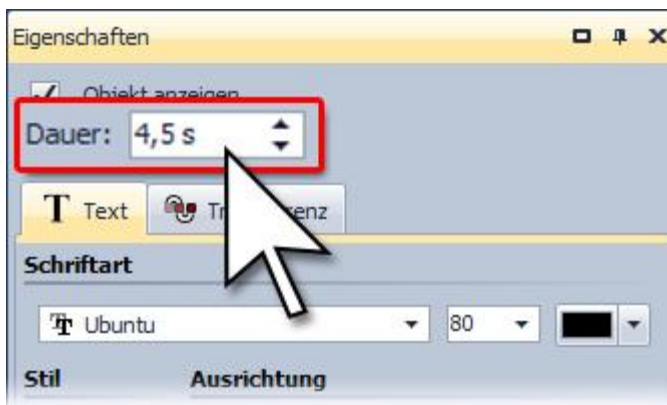 Eigenschaften
Objekt anzeigen
Dauer: 4,5 s
T Text
Schriftart
Ubuntu 80
Stil Ausrichtung